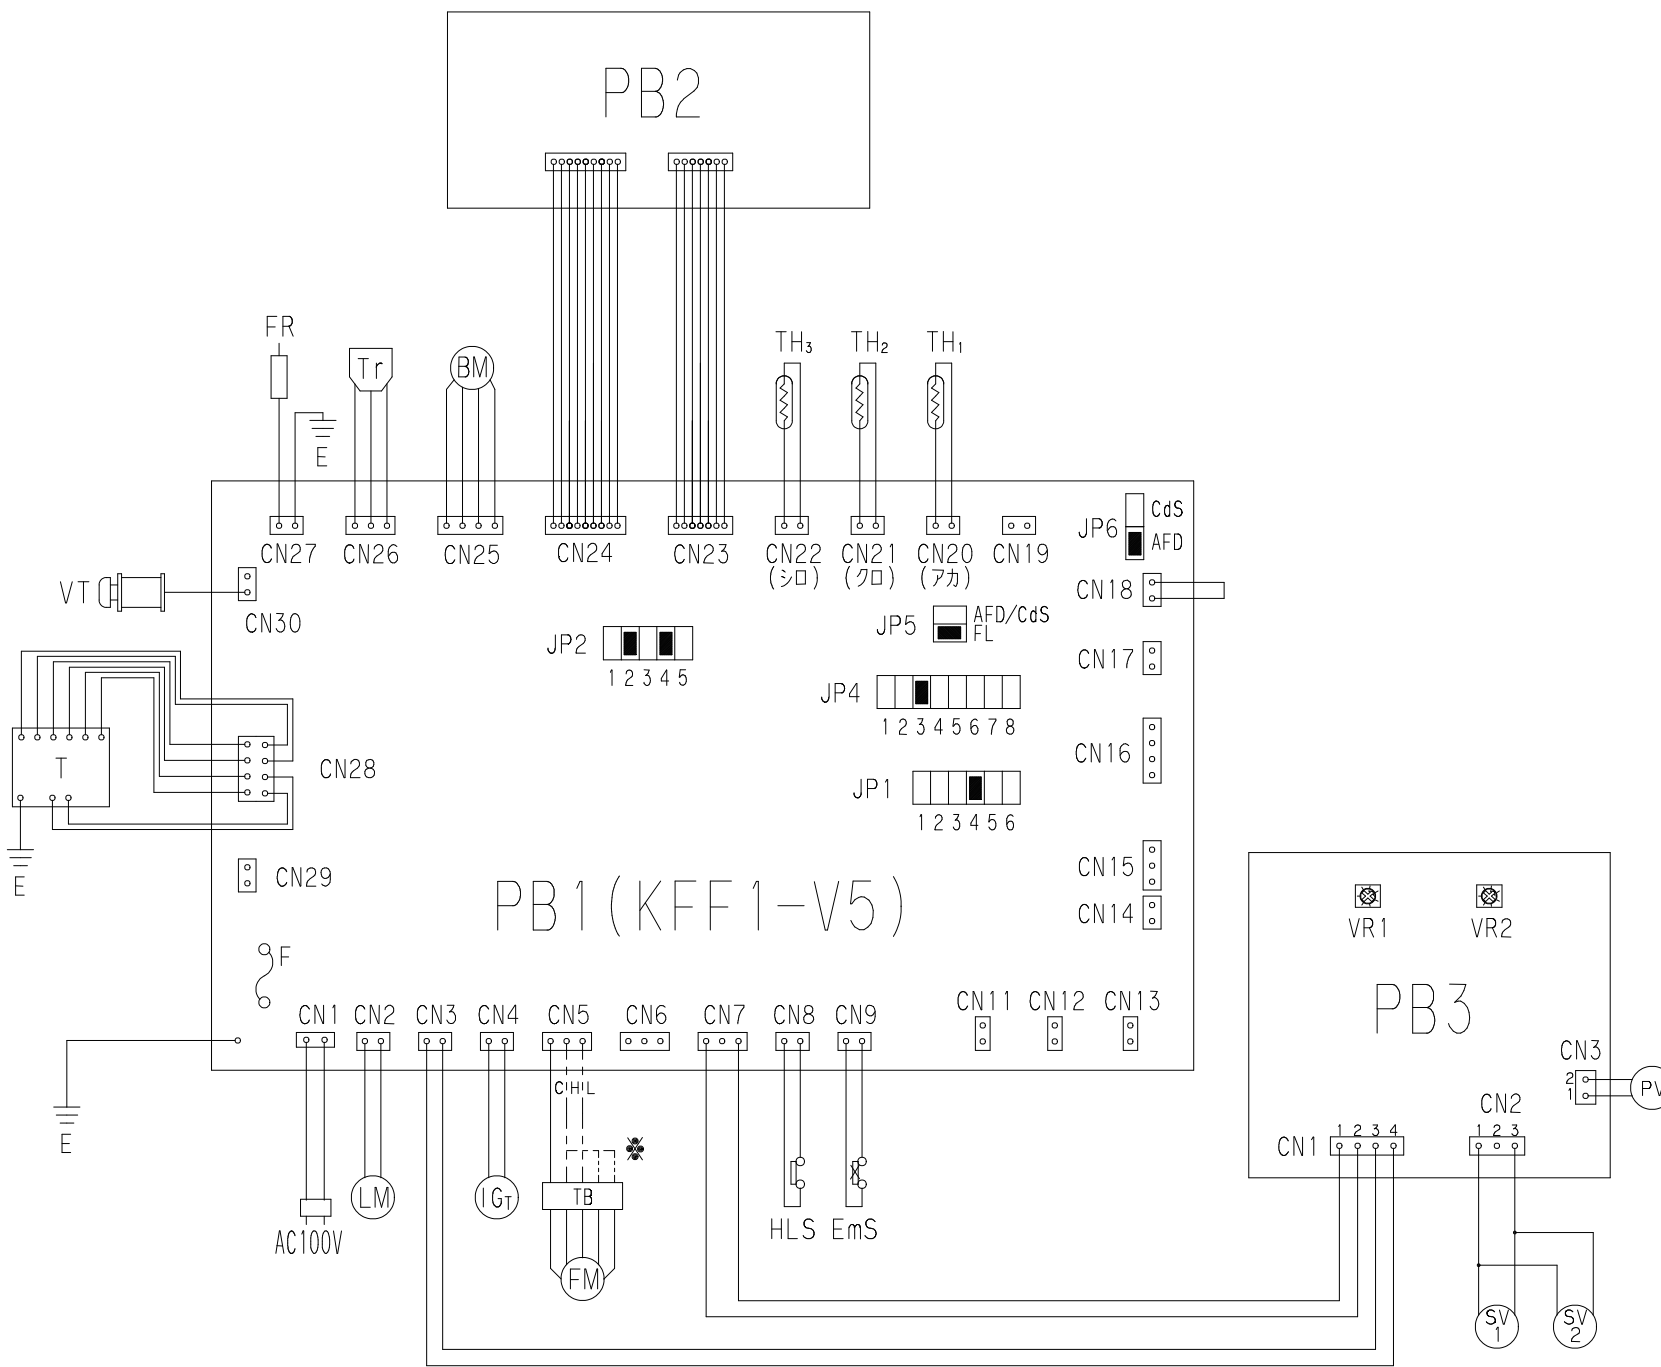 PB2
FR
Tr
BM
TH3
TH2
TH1
E
CN27
CN26
CN25
CN24
CN23
CN22
(シロ)
CN21
(クロ)
CN20
(アカ)
CN19
JP6
CdS
AFD
VT
CN30
CN18
JP2
1 2 3 4 5
JP5
AFD/CdS
FL
CN17
JP4
1 2 3 4 5 6 7 8
T
CN28
CN16
JP1
1 2 3 4 5 6
E
CN29
CN15
CN14
PB1(KFF1-V5)
VR1
VR2
F
PB3
CN1
CN2
CN3
CN4
CN5
CN6
CN7
CN8
CN9
CN11
CN12
CN13
CN3
2
1
PV
E
C H L
※
CN2
CN1
1 2 3 4
1 2 3
LM
IGT
TB
AC100V
HLS
EmS
FM
SV
1
SV
2